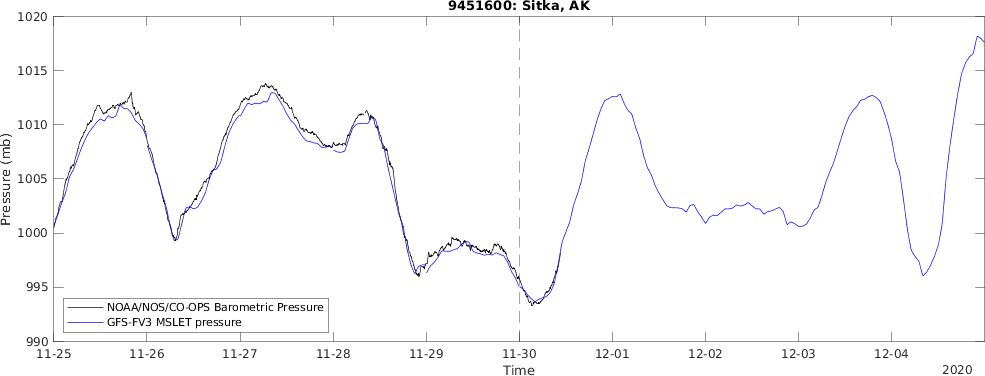 9451600: Sitka, AK
1020
1015
1010
1005
1000
995
990
Pressure (mb)
NOAA/NOS/CO-OPS Barometric Pressure
GFS-FV3 MSLET pressure
11-25 11-26 11-27 11-28 11-29 11-30 12-01 12-02 12-03 12-04
Time
2020